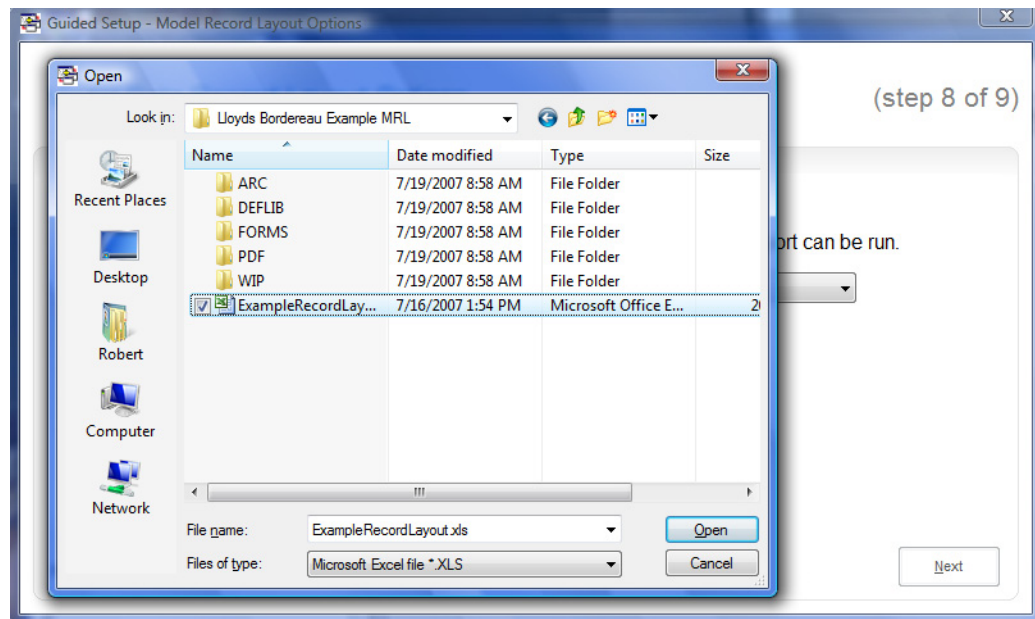 Guided Setup - Model Record Layout Options
Open
(step 8 of 9)
Look in:
Lloyds Bordereau Example MRL
Name Date modified Type Size
Recent Places
Desktop
Robert
Computer
Network
ARC 7/19/2007 8:58 AM File Folder
DEFLIB 7/19/2007 8:58 AM File Folder
FORMS 7/19/2007 8:58 AM File Folder
PDF 7/19/2007 8:58 AM File Folder
WIP 7/19/2007 8:58 AM File Folder
ExampleRecordLay... 7/16/2007 1:54 PM Microsoft Office E...
can be run.
File name: ExampleRecordLayout.xls Open
Files of type: Microsoft Excel file *.XLS Cancel
Next